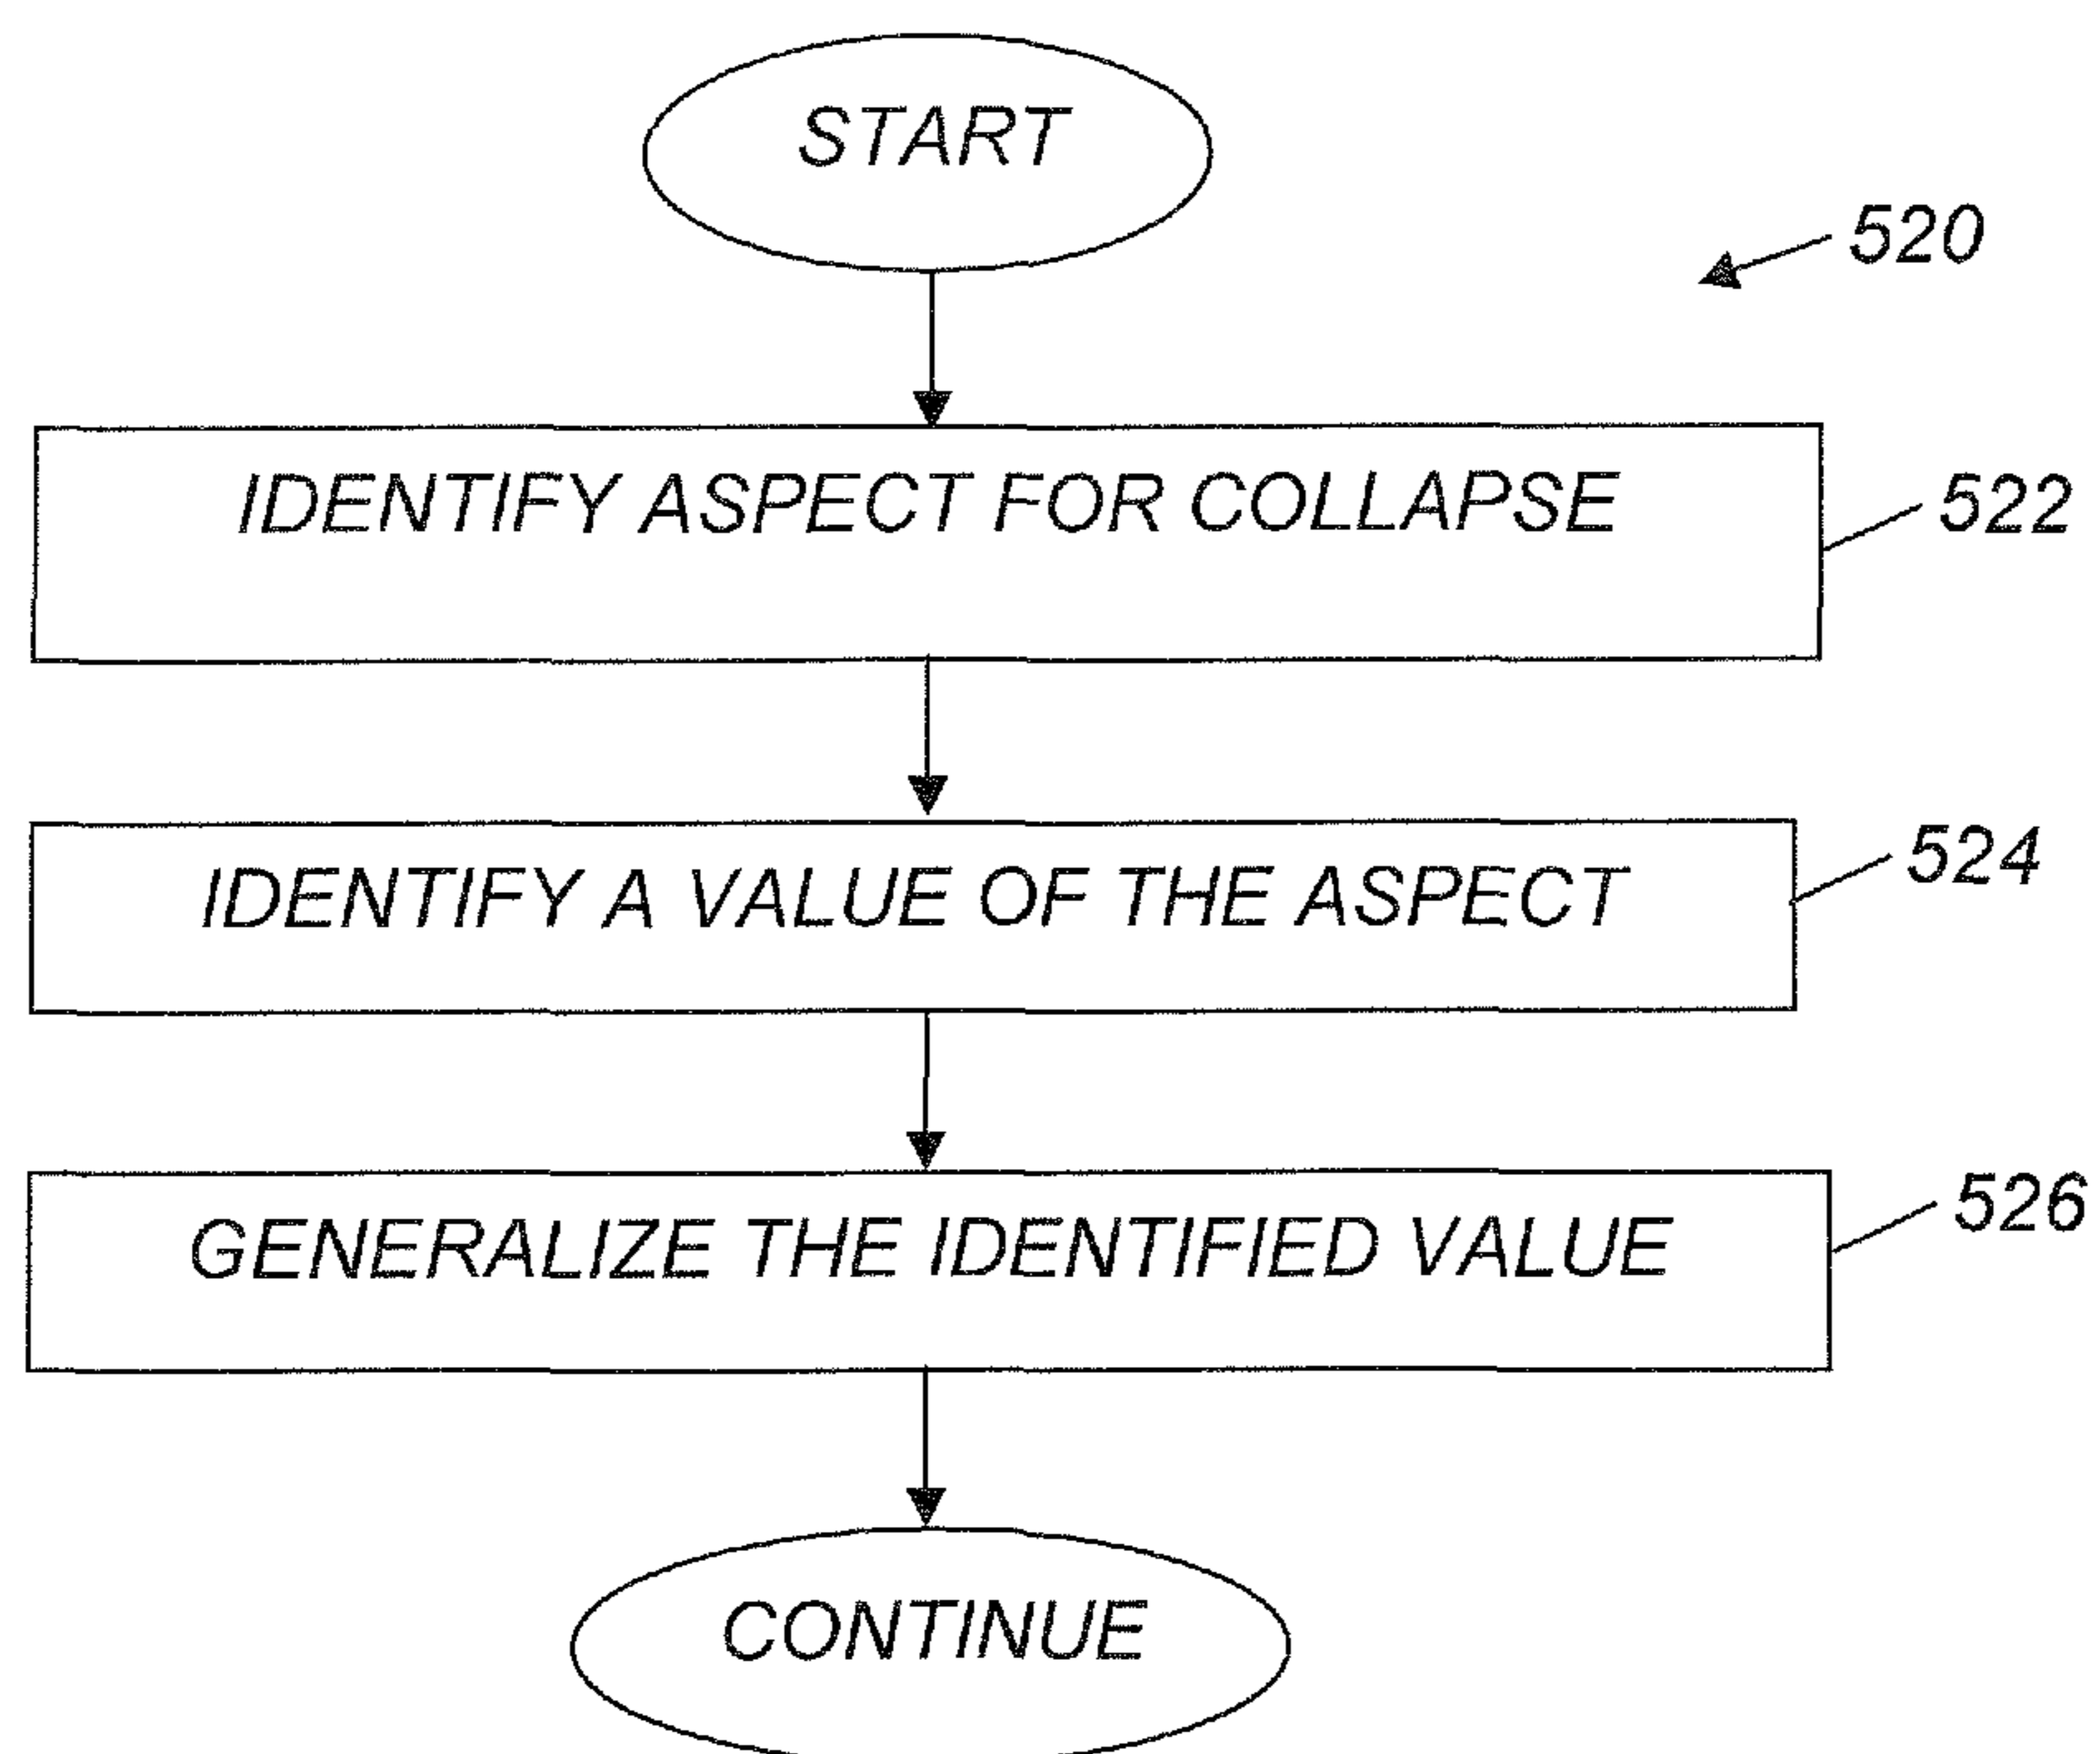 START
520
IDENTIFY ASPECT FOR COLLAPSE
522
IDENTIFY A VALUE OF THE ASPECT
524
GENERALIZE THE IDENTIFIED VALUE
526
CONTINUE